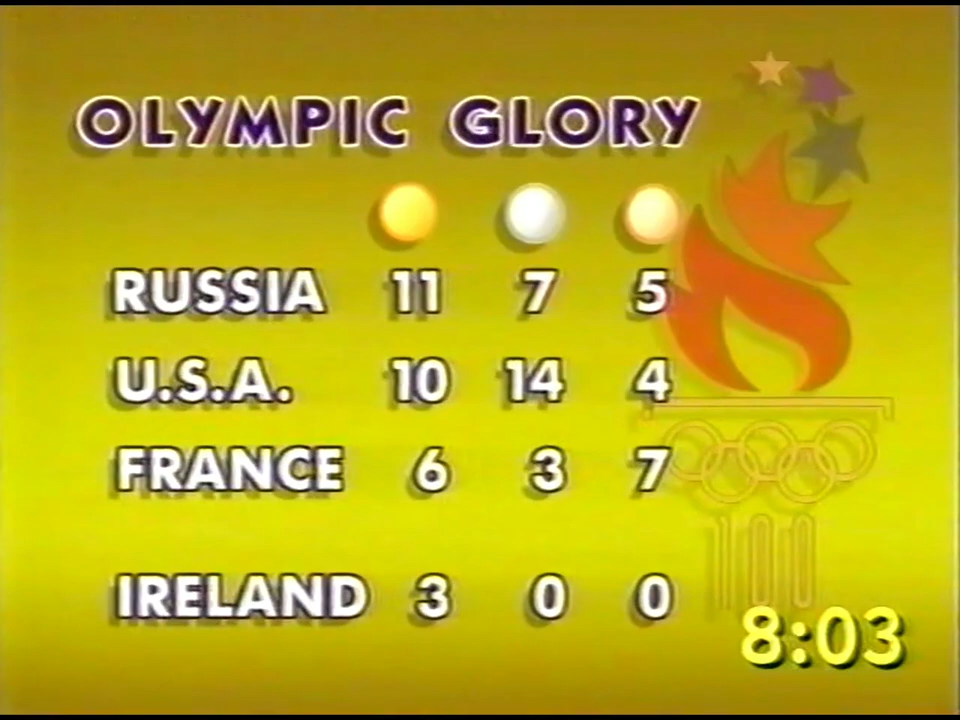 OLYMPIC GLORY
RUSSIA 11 7 5
U.S.A. 10 14 4
FRANCE 6 3 7
IRELAND 3 0 0
100
8:03